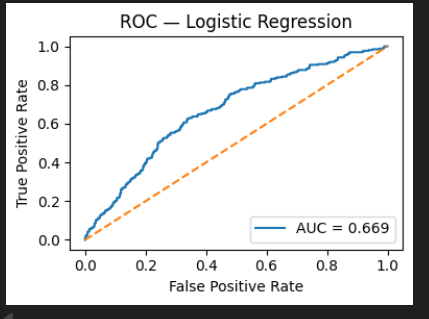 ROC — Logistic Regression
True Positive Rate
1.0
0.8
0.6
0.4
0.2
0.0
AUC = 0.669
0.0 0.2 0.4 0.6 0.8 1.0
False Positive Rate